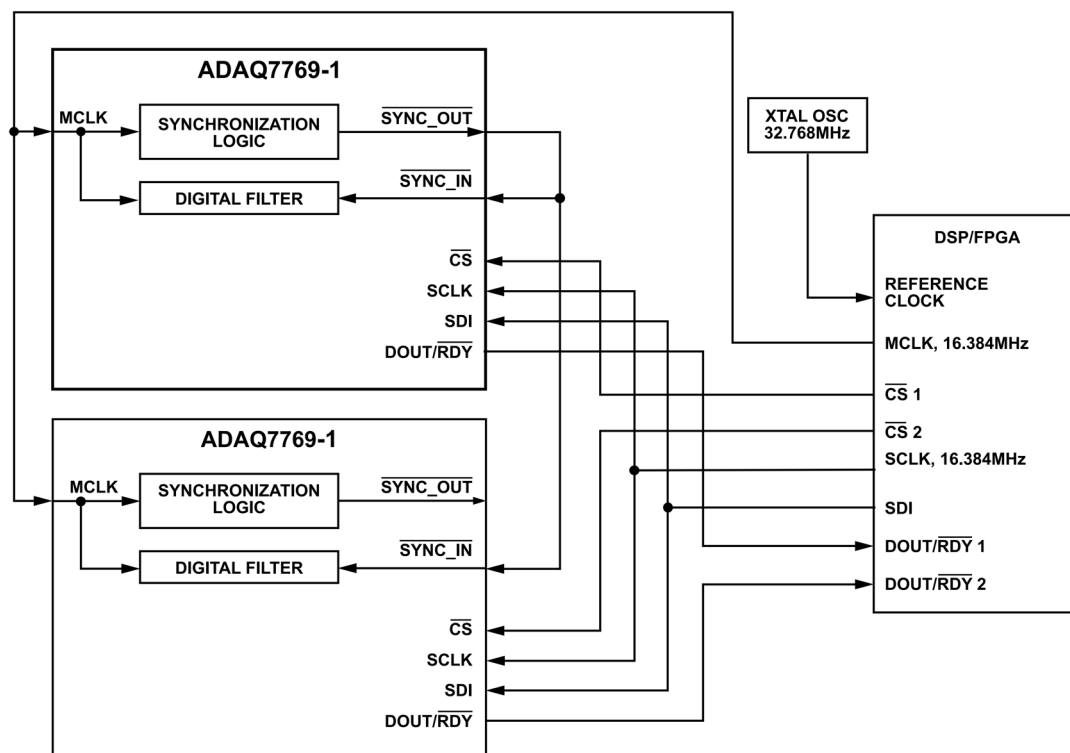 ADAQ7769-1
MCLK
SYNCHRONIZATION
LOGIC
SYNC_OUT
DIGITAL FILTER
SYNC_IN
CS
SCLK
SDI
DOUT/RDY
ADAQ7769-1
MCLK
SYNCHRONIZATION
LOGIC
SYNC_OUT
DIGITAL FILTER
SYNC_IN
CS
SCLK
SDI
DOUT/RDY
XTAL OSC
32.768MHz
DSP/FPGA
REFERENCE
CLOCK
MCLK, 16.384MHz
CS 1
CS 2
SCLK, 16.384MHz
SDI
DOUT/RDY 1
DOUT/RDY 2